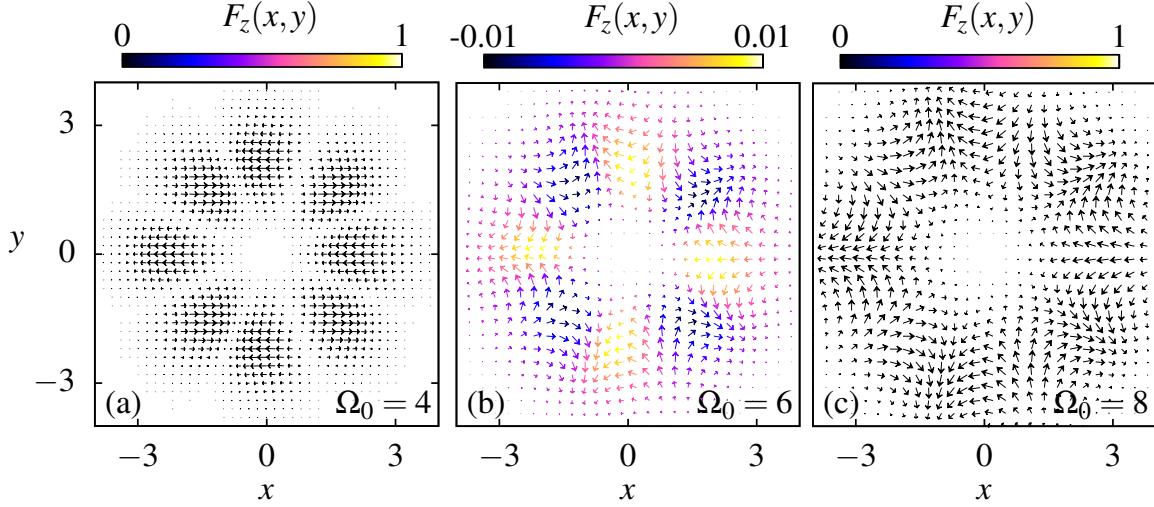 F_z(x,y) F_z(x,y) F_z(x,y)
0 1 -0.01 0.01 0 1
3
y 0
−3
(a) Ω_0 = 4 (b) Ω_0 = 6 (c) Ω_0 = 8
−3 0 3 −3 0 3 −3 0 3
x x x